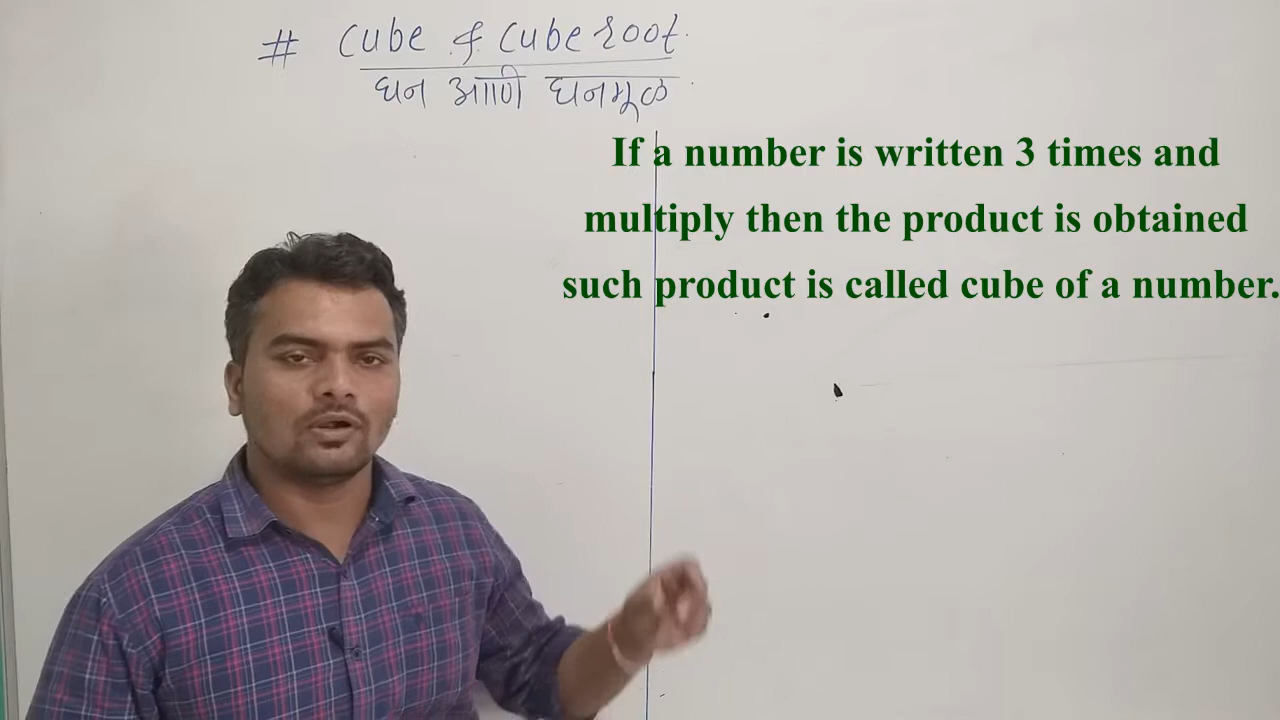 # Cube & Cube root.
घन आणि घनमूळ
If a number is written 3 times and
multiply then the product is obtained
such product is called cube of a number.